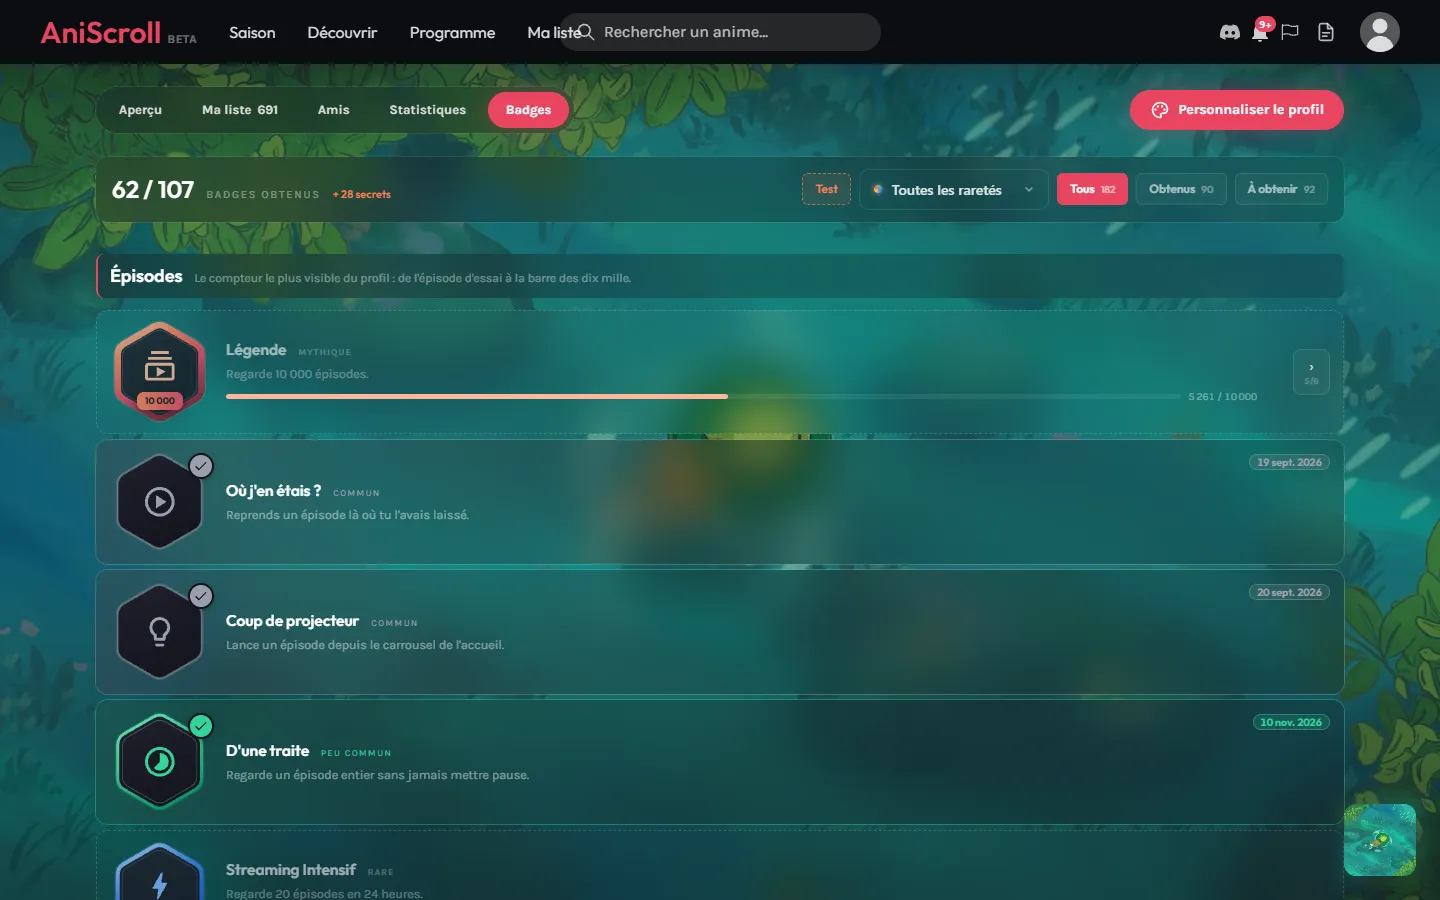 AniScroll BETA Saison Découvrir Programme Ma liste Rechercher un anime... 9+
Aperçu Ma liste 691 Amis Statistiques Badges Personnaliser le profil
62 / 107 BADGES OBTENUS + 28 secrets Test Toutes les raretés Tous 182 Obtenus 90 À obtenir 92
Épisodes Le compteur le plus visible du profil : de l'épisode d'essai à la barre des dix mille.
Légende MYTHIQUE
Regarde 10 000 épisodes.
10 000
5 261 / 10 000
19 sept. 2026
Où j'en étais ? COMMUN
Reprends un épisode là où tu l'avais laissé.
20 sept. 2026
Coup de projecteur COMMUN
Lance un épisode depuis le carrousel de l'accueil.
10 nov. 2026
D'une traite PEU COMMUN
Regarde un épisode entier sans jamais mettre pause.
Streaming Intensif RARE
Regarde 20 épisodes en 24 heures.